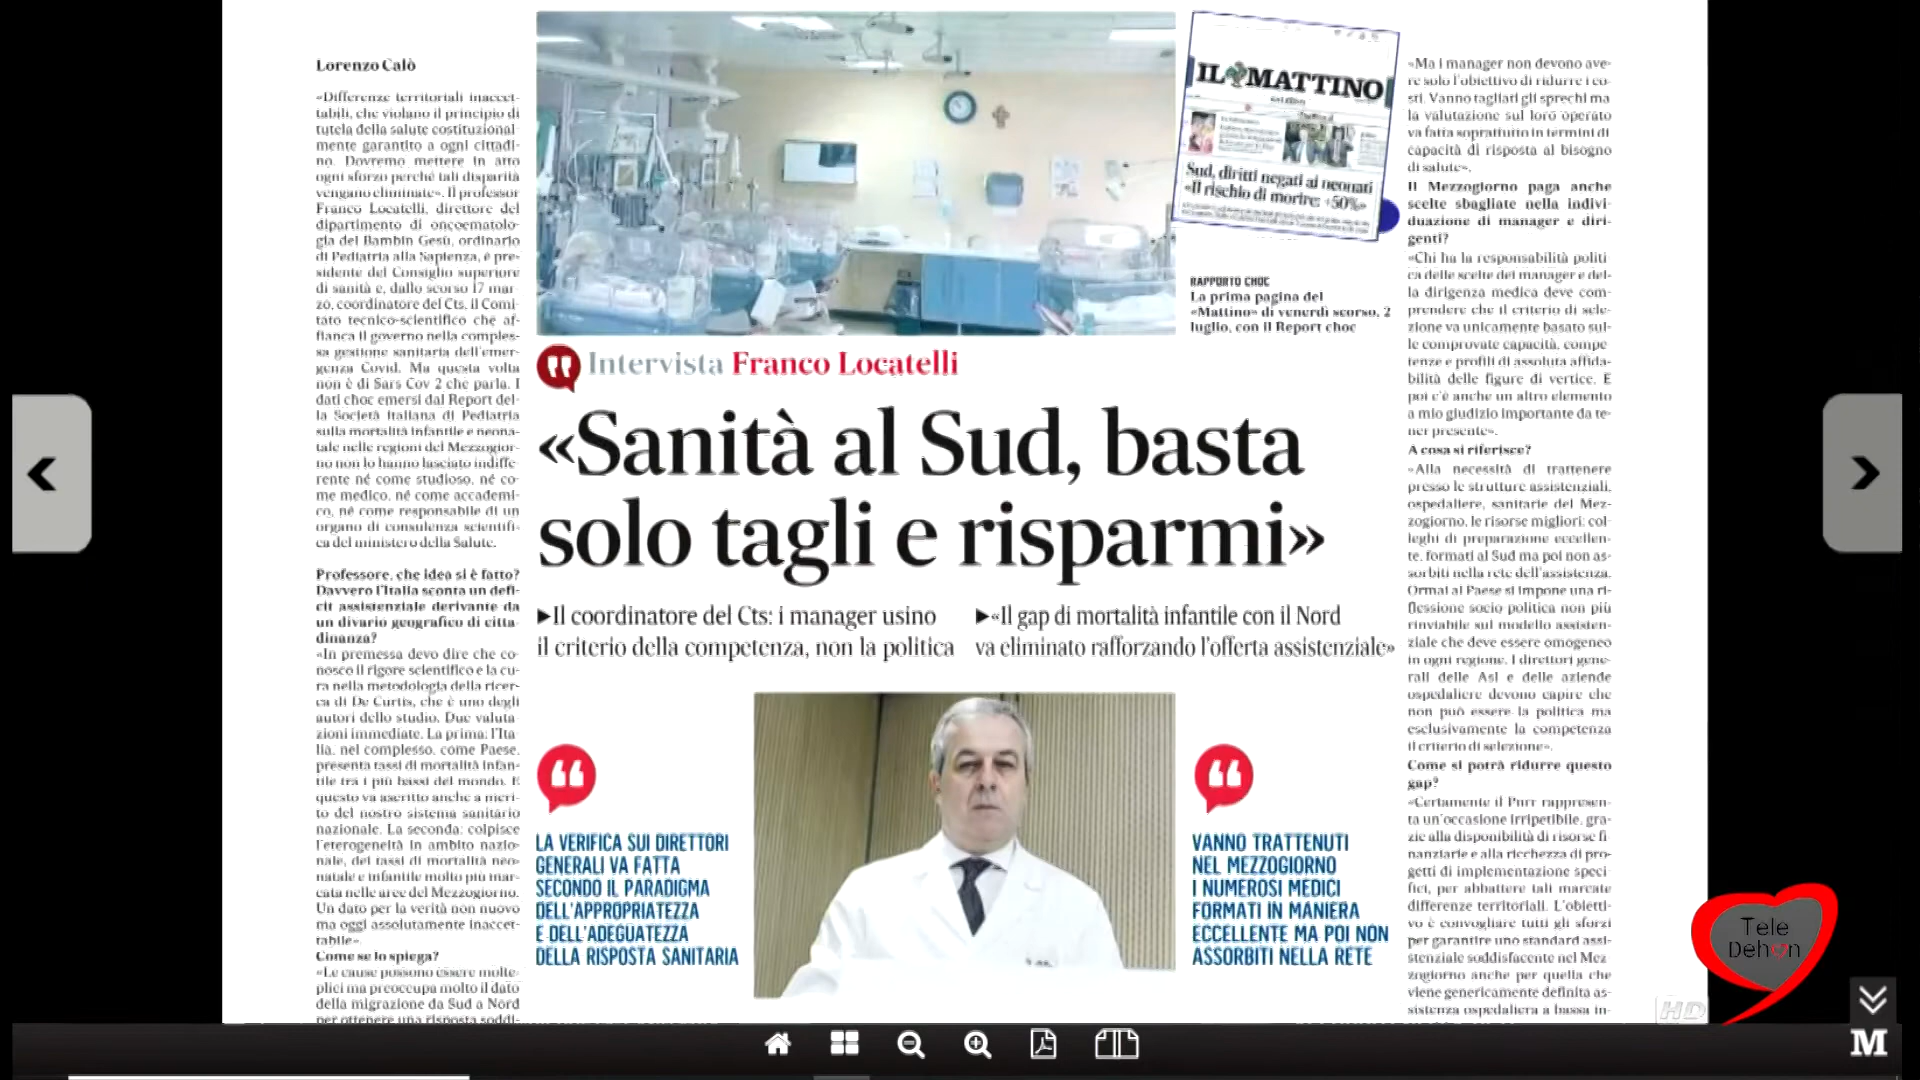 Lorenzo Calò
«Differenze territoriali inaccet-
tabili, che violano il principio di
tutela della salute costituzional
mente garantito a ogni cittadi-
no. Dovremo mettere in atto
ogni sforzo perché tali disparità
vengano eliminate». Il professor
Franco Locatelli, direttore del
dipartimento di oncoematolo-
gia del Bambin Gesù, ordinario
di Pediatria alla Sapienza, è pre-
sidente del Consiglio superiore
di sanità e, dallo scorso 17 mar-
zo, coordinatore del Cts, il Comi
tato tecnico-scientifico che af-
fianca il governo nella comples-
sa gestione sanitaria dell'emer-
genza Covid. Ma questa volta
non è di Sars Cov 2 che parla. I
dati choc emersi dal Report del-
la Società Italiana di Pediatria
sulla mortalità infantile e neona-
tale nelle regioni del Mezzogior-
no non lo hanno lasciato indiffe-
rente né come studioso, né co-
me medico, né come accademi-
co, né come responsabile di un
organo di consulenza scientifi-
ca del ministero della Salute.
Professore, che idea si è fatto?
Davvero l'Italia sconta un defi-
cit assistenziale derivante da
un divario geografico di citta
dinanza?
«In premessa devo dire che co-
nosco il rigore scientifico e la cu-
ra nella metodologia della ricer-
ca di De Curtis, che è uno degli
autori dello studio. Due valuta
zioni immediate. La prima: l'Ita
lia, nel complesso, come Paese,
presenta tassi di mortalità infan-
tile tra i più bassi del mondo. E
questo va ascritto anche a meri-
to del nostro sistema sanitario
nazionale. La seconda: colpisce
l'eterogeneità in ambito nazio-
nale, dei tassi di mortalità neo-
natale e infantile molto più mar-
cata nelle aree del Mezzogiorno.
Un dato per la verità non nuovo
ma oggi assolutamente inaccet-
tabile».
Come se lo spiega?
«Le cause possono essere molte-
plici ma preoccupa molto il dato
della migrazione da Sud a Nord
per ottenere una risposta soddi-
IL MATTINO
Sud, diritti negati ai neonati
«Il rischio di morire: +50%»
RAPPORTO CHOC
La prima pagina del
«Mattino» di venerdì scorso, 2
luglio, con il Report choc
Intervista Franco Locatelli
«Sanità al Sud, basta
solo tagli e risparmi»
►Il coordinatore del Cts: i manager usino
il criterio della competenza, non la politica
►«Il gap di mortalità infantile con il Nord
va eliminato rafforzando l'offerta assistenziale»
LA VERIFICA SUI DIRETTORI
GENERALI VA FATTA
SECONDO IL PARADIGMA
DELL'APPROPRIATEZZA
E DELL'ADEGUATEZZA
DELLA RISPOSTA SANITARIA
VANNO TRATTENUTI
NEL MEZZOGIORNO
I NUMEROSI MEDICI
FORMATI IN MANIERA
ECCELLENTE MA POI NON
ASSORBITI NELLA RETE
«Ma i manager non devono ave-
re solo l'obiettivo di ridurre i co-
sti. Vanno tagliati gli sprechi ma
la valutazione sul loro operato
va fatta soprattutto in termini di
capacità di risposta al bisogno
di salute».
Il Mezzogiorno paga anche
scelte sbagliate nella indivi-
duazione di manager e diri-
genti?
«Chi ha la responsabilità politi
ca delle scelte dei manager e del-
la dirigenza medica deve com-
prendere che il criterio di sele-
zione va unicamente basato sul-
le comprovate capacità, compe
tenze e profili di assoluta affida-
bilità delle figure di vertice. E
poi c'è anche un altro elemento
a mio giudizio importante da te-
ner presente».
A cosa si riferisce?
«Alla necessità di trattenere
presso le strutture assistenziali,
ospedaliere, sanitarie del Mez-
zogiorno, le risorse migliori: col-
leghi di preparazione eccellen-
te, formati al Sud ma poi non as-
sorbiti nella rete dell'assistenza.
Ormai al Paese si impone una ri-
flessione socio politica non più
rinviabile sul modello assisten-
ziale che deve essere omogeneo
in ogni regione. I direttori gene-
rali delle Asl e delle aziende
ospedaliere devono capire che
non può essere la politica ma
esclusivamente la competenza
il criterio di selezione».
Come si potrà ridurre questo
gap?
«Certamente il Pnrr rappresen-
ta un'occasione irripetibile, gra-
zie alla disponibilità di risorse fi-
nanziarie e alla ricchezza di pro-
getti di implementazione speci
fici, per abbattere tali marcate
differenze territoriali. L'obietti-
vo è convogliare tutti gli sforzi
per garantire uno standard assi-
stenziale soddisfacente nel Mez
zogiorno anche per quella che
viene genericamente definita as-
sistenza ospedaliera a bassa in-
Tele
Dehon
HD
M